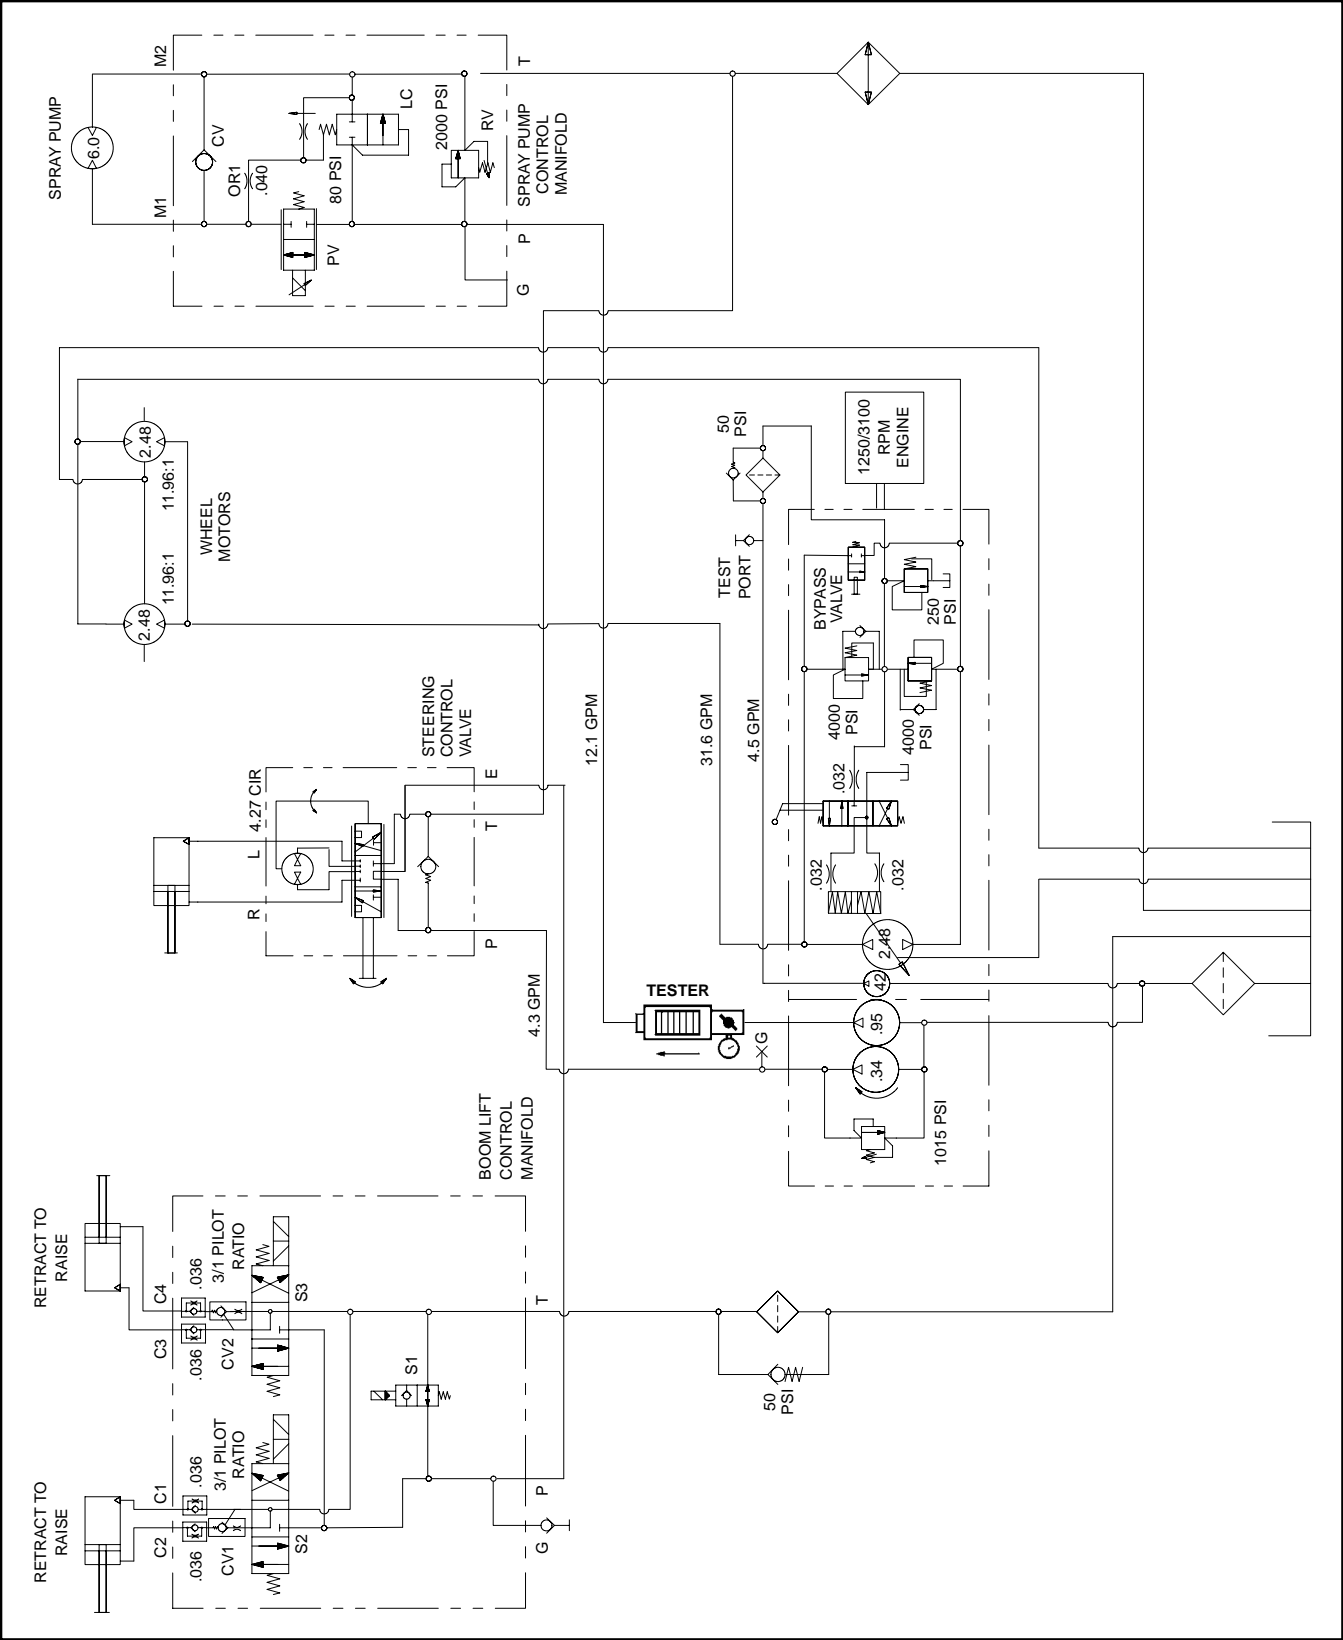 SPRAY PUMP
6.0
M2
M1
CV
OR1
.040
LC
80 PSI
PV
2000 PSI
RV
T
P
G
SPRAY PUMP
CONTROL
MANIFOLD
2.48
2.48
11.96:1
11.96:1
WHEEL
MOTORS
50
PSI
1250/3100
RPM
ENGINE
TEST
PORT
BYPASS
VALVE
250
PSI
4000
PSI
4000
PSI
.032
.032
.032
12.1 GPM
31.6 GPM
4.5 GPM
4.3 GPM
STEERING
CONTROL
VALVE
4.27 CIR
L
R
E
T
P
2.48
.42
.95
.34
TESTER
G
1015 PSI
BOOM LIFT
CONTROL
MANIFOLD
RETRACT TO
RAISE
C4
C3
.036
.036
3/1 PILOT
RATIO
CV2
S3
S1
T
P
G
50
PSI
RETRACT TO
RAISE
C1
C2
.036
.036
3/1 PILOT
RATIO
CV1
S2